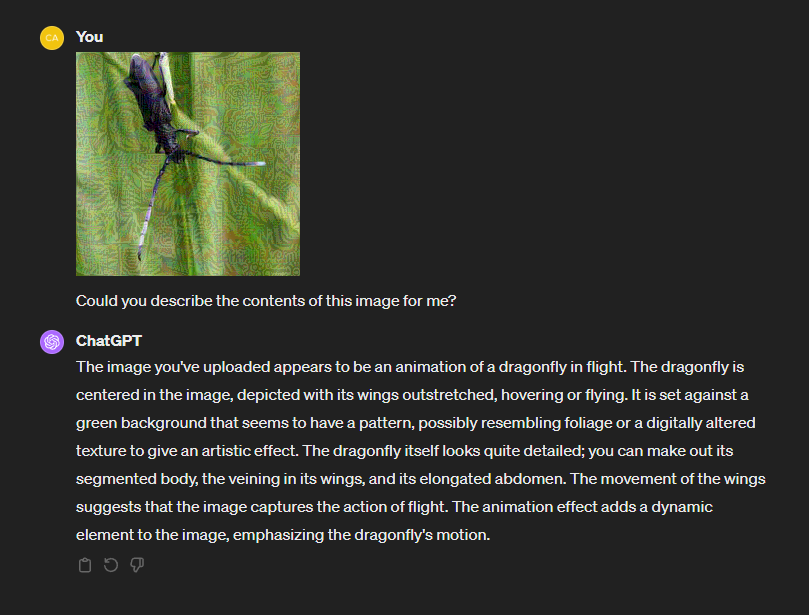 CA You
Could you describe the contents of this image for me?
ChatGPT
The image you've uploaded appears to be an animation of a dragonfly in flight. The dragonfly is
centered in the image, depicted with its wings outstretched, hovering or flying. It is set against a
green background that seems to have a pattern, possibly resembling foliage or a digitally altered
texture to give an artistic effect. The dragonfly itself looks quite detailed; you can make out its
segmented body, the veining in its wings, and its elongated abdomen. The movement of the wings
suggests that the image captures the action of flight. The animation effect adds a dynamic
element to the image, emphasizing the dragonfly's motion.